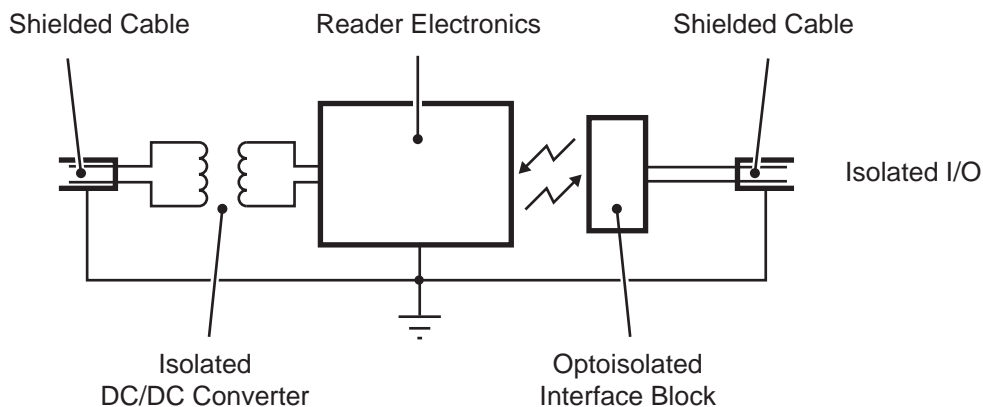 Shielded Cable
Reader Electronics
Shielded Cable
Isolated I/O
Isolated
DC/DC Converter
Optoisolated
Interface Block